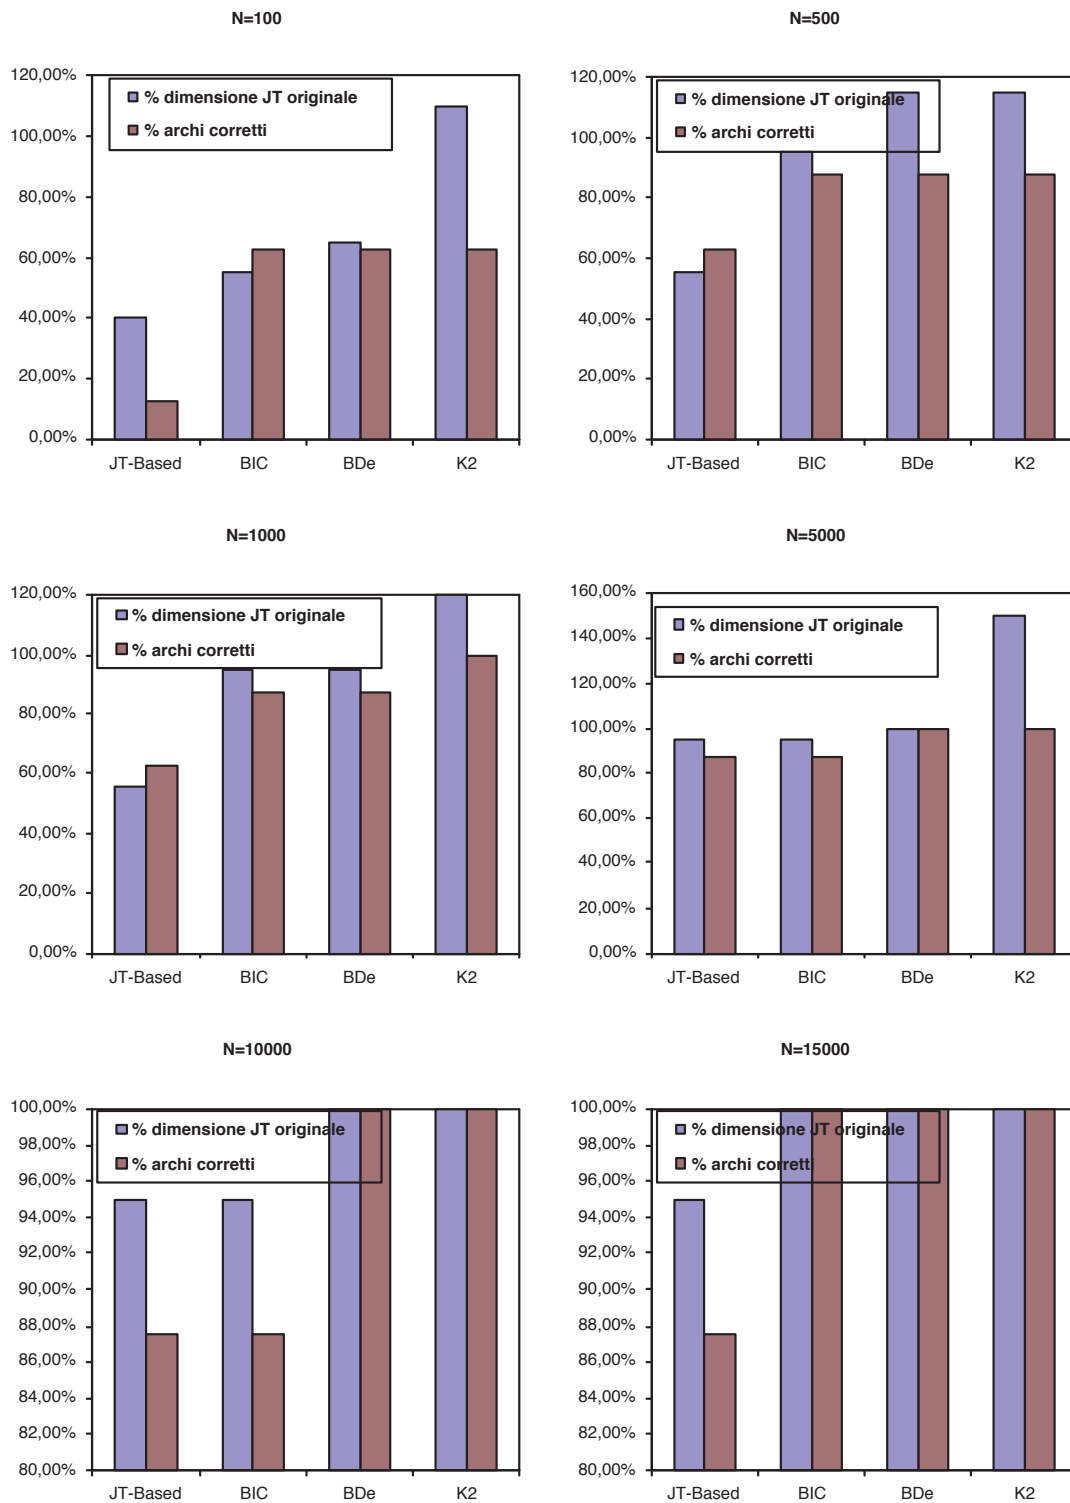 N=100
120,00%
100,00%
80,00%
60,00%
40,00%
20,00%
0,00%
% dimensione JT originale
% archi corretti
JT-Based BIC BDe K2
N=500
120,00%
100,00%
80,00%
60,00%
40,00%
20,00%
0,00%
% dimensione JT originale
% archi corretti
JT-Based BIC BDe K2
N=1000
120,00%
100,00%
80,00%
60,00%
40,00%
20,00%
0,00%
% dimensione JT originale
% archi corretti
JT-Based BIC BDe K2
N=5000
160,00%
140,00%
120,00%
100,00%
80,00%
60,00%
40,00%
20,00%
0,00%
% dimensione JT originale
% archi corretti
JT-Based BIC BDe K2
N=10000
100,00%
98,00%
96,00%
94,00%
92,00%
90,00%
88,00%
86,00%
84,00%
82,00%
80,00%
% dimensione JT originale
% archi corretti
JT-Based BIC BDe K2
N=15000
100,00%
98,00%
96,00%
94,00%
92,00%
90,00%
88,00%
86,00%
84,00%
82,00%
80,00%
% dimensione JT originale
% archi corretti
JT-Based BIC BDe K2